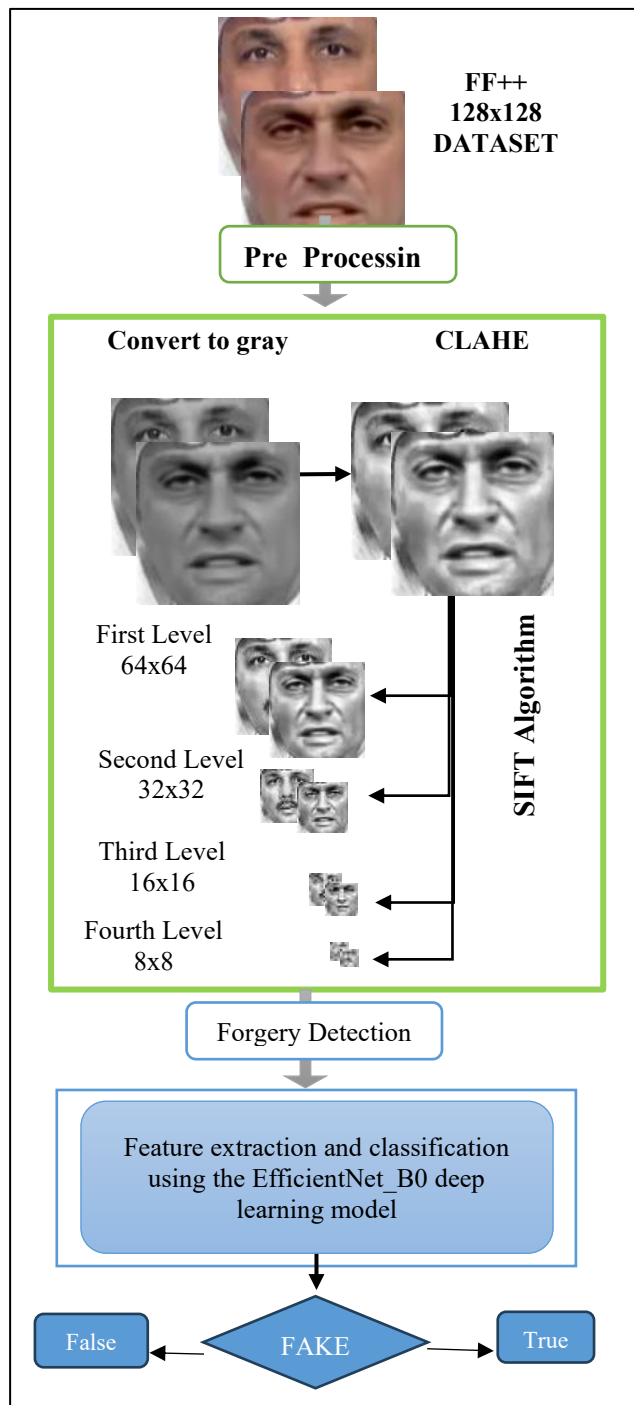 FF++
128x128
DATASET
Pre Processin
Convert to gray
CLAHE
First Level
64x64
SIFT Algorithm
Second Level
32x32
Third Level
16x16
Fourth Level
8x8
Forgery Detection
Feature extraction and classification
using the EfficientNet_B0 deep
learning model
False
FAKE
True